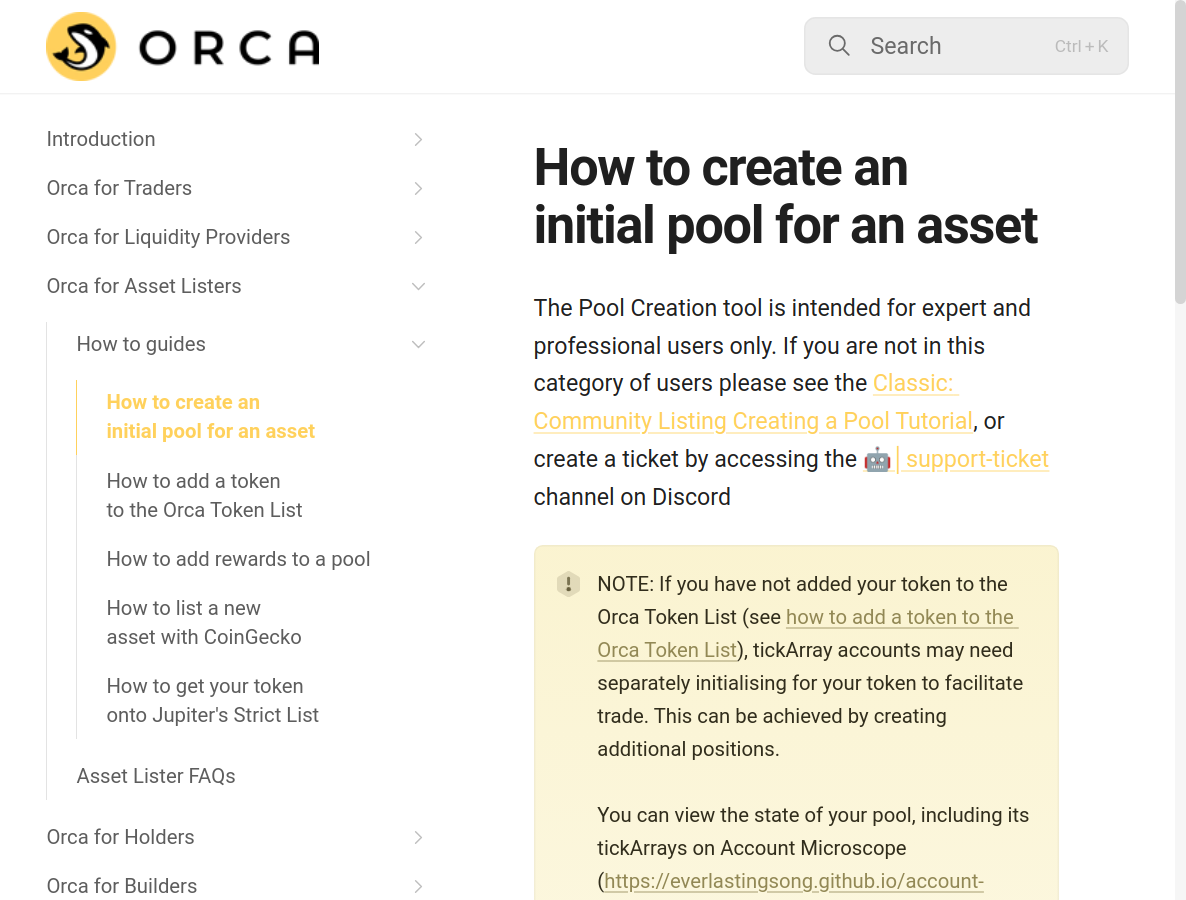 ORCA
Search
Ctrl + K
Introduction
Orca for Traders
Orca for Liquidity Providers
Orca for Asset Listers
How to guides
How to create an
initial pool for an asset
How to add a token
to the Orca Token List
How to add rewards to a pool
How to list a new
asset with CoinGecko
How to get your token
onto Jupiter's Strict List
Asset Lister FAQs
Orca for Holders
Orca for Builders
How to create an
initial pool for an asset
The Pool Creation tool is intended for expert and
professional users only. If you are not in this
category of users please see the Classic:
Community Listing Creating a Pool Tutorial, or
create a ticket by accessing the 🤖│support-ticket
channel on Discord
NOTE: If you have not added your token to the
Orca Token List (see how to add a token to the
Orca Token List), tickArray accounts may need
separately initialising for your token to facilitate
trade. This can be achieved by creating
additional positions.
You can view the state of your pool, including its
tickArrays on Account Microscope
(https://everlastingsong.github.io/account-